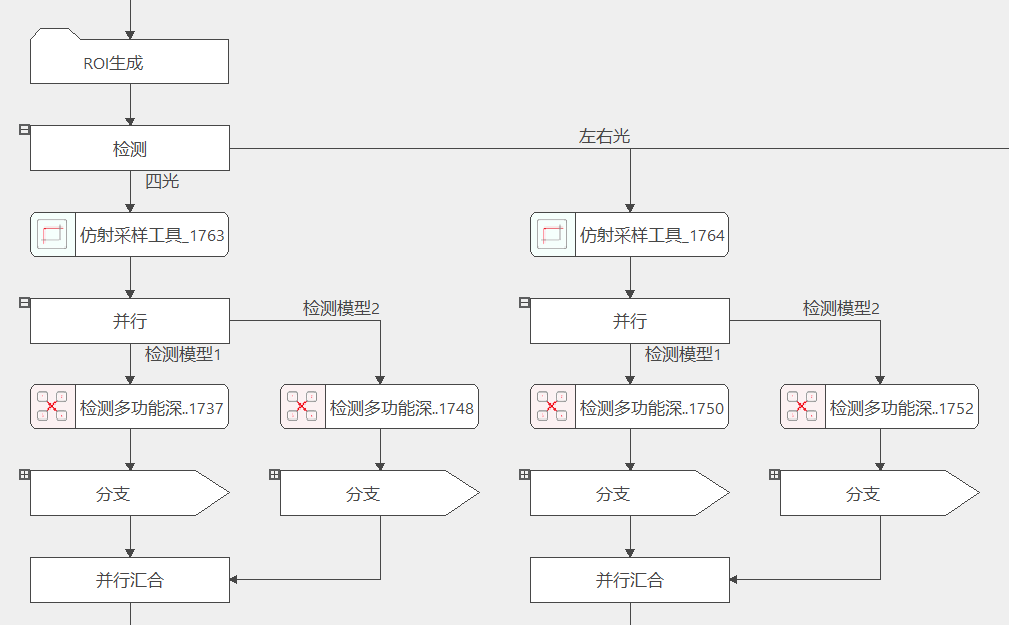 ROI生成
检测
左右光
四光
仿射采样工具_1763
仿射采样工具_1764
并行
检测模型2
并行
检测模型2
检测模型1
检测模型1
检测多功能深..1737
检测多功能深..1748
检测多功能深..1750
检测多功能深..1752
分支
分支
分支
分支
并行汇合
并行汇合